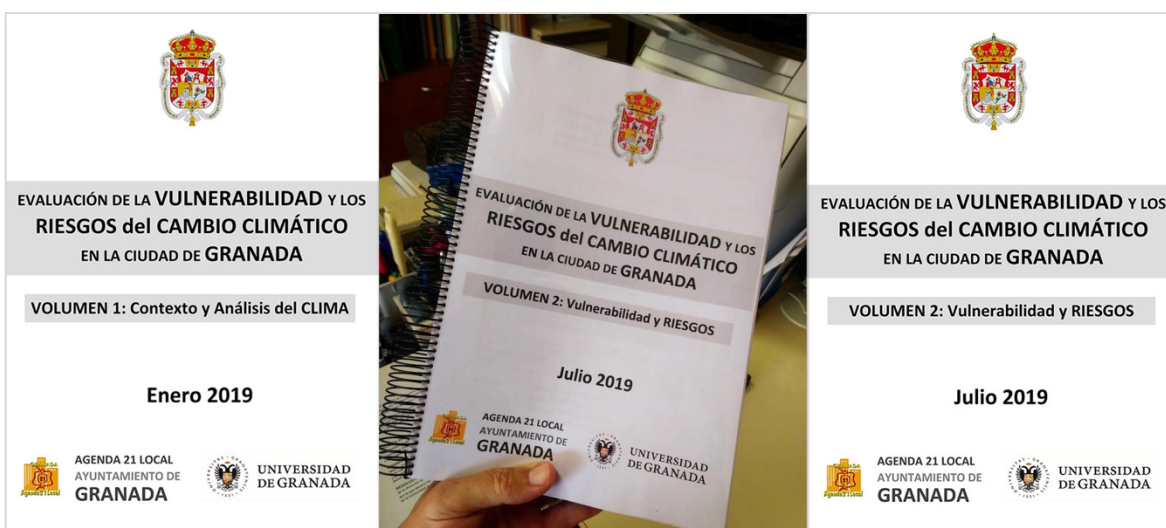 EVALUACIÓN DE LA VULNERABILIDAD Y LOS
RIESGOS del CAMBIO CLIMÁTICO
EN LA CIUDAD DE GRANADA
VOLUMEN 1: Contexto y Análisis del CLIMA
Enero 2019
AGENDA 21 LOCAL
AYUNTAMIENTO DE
GRANADA
UNIVERSIDAD
DE GRANADA
EVALUACIÓN DE LA VULNERABILIDAD Y LOS
RIESGOS del CAMBIO CLIMÁTICO
EN LA CIUDAD DE GRANADA
VOLUMEN 2: Vulnerabilidad y RIESGOS
Julio 2019
AGENDA 21 LOCAL
AYUNTAMIENTO DE
GRANADA
UNIVERSIDAD
DE GRANADA
EVALUACIÓN DE LA VULNERABILIDAD Y LOS
RIESGOS del CAMBIO CLIMÁTICO
EN LA CIUDAD DE GRANADA
VOLUMEN 2: Vulnerabilidad y RIESGOS
Julio 2019
AGENDA 21 LOCAL
AYUNTAMIENTO DE
GRANADA
UNIVERSIDAD
DE GRANADA